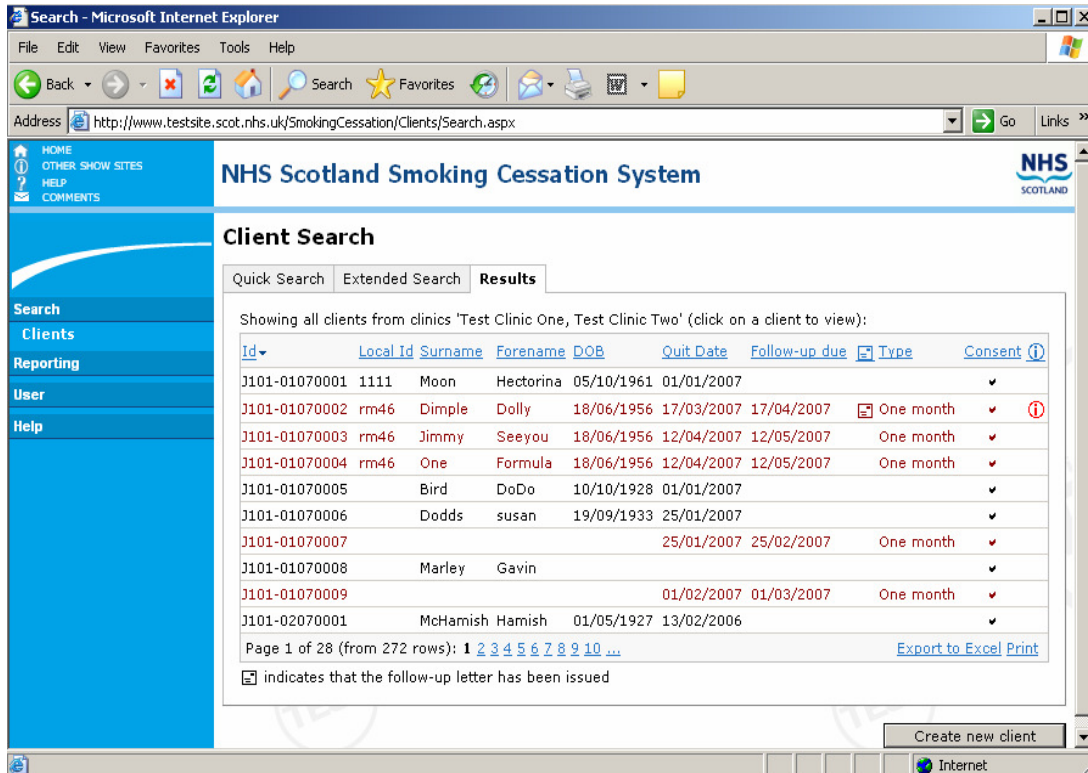 Search - Microsoft Internet Explorer
File Edit View Favorites Tools Help
Back Search Favorites
Address http://www.testsite.scot.nhs.uk/SmokingCessation/Clients/Search.aspx Go Links »
HOME
OTHER SHOW SITES
HELP
COMMENTS
NHS Scotland Smoking Cessation System
NHS
SCOTLAND
Client Search
Quick Search Extended Search Results
Search
Clients
Reporting
User
Help
Showing all clients from clinics 'Test Clinic One, Test Clinic Two' (click on a client to view):
Id Local Id Surname Forename DOB Quit Date Follow-up due Type Consent
J101-01070001 1111 Moon Hectorina 05/10/1961 01/01/2007
J101-01070002 rm46 Dimple Dolly 18/06/1956 17/03/2007 17/04/2007 One month
J101-01070003 rm46 Jimmy Seeyou 18/06/1956 12/04/2007 12/05/2007 One month
J101-01070004 rm46 One Formula 18/06/1956 12/04/2007 12/05/2007 One month
J101-01070005 Bird DoDo 10/10/1928 01/01/2007
J101-01070006 Dodds susan 19/09/1933 25/01/2007
J101-01070007 25/01/2007 25/02/2007 One month
J101-01070008 Marley Gavin
J101-01070009 01/02/2007 01/03/2007 One month
J101-02070001 McHamish Hamish 01/05/1927 13/02/2006
Page 1 of 28 (from 272 rows): 1 2 3 4 5 6 7 8 9 10 ... Export to Excel Print
indicates that the follow-up letter has been issued
Create new client
Internet